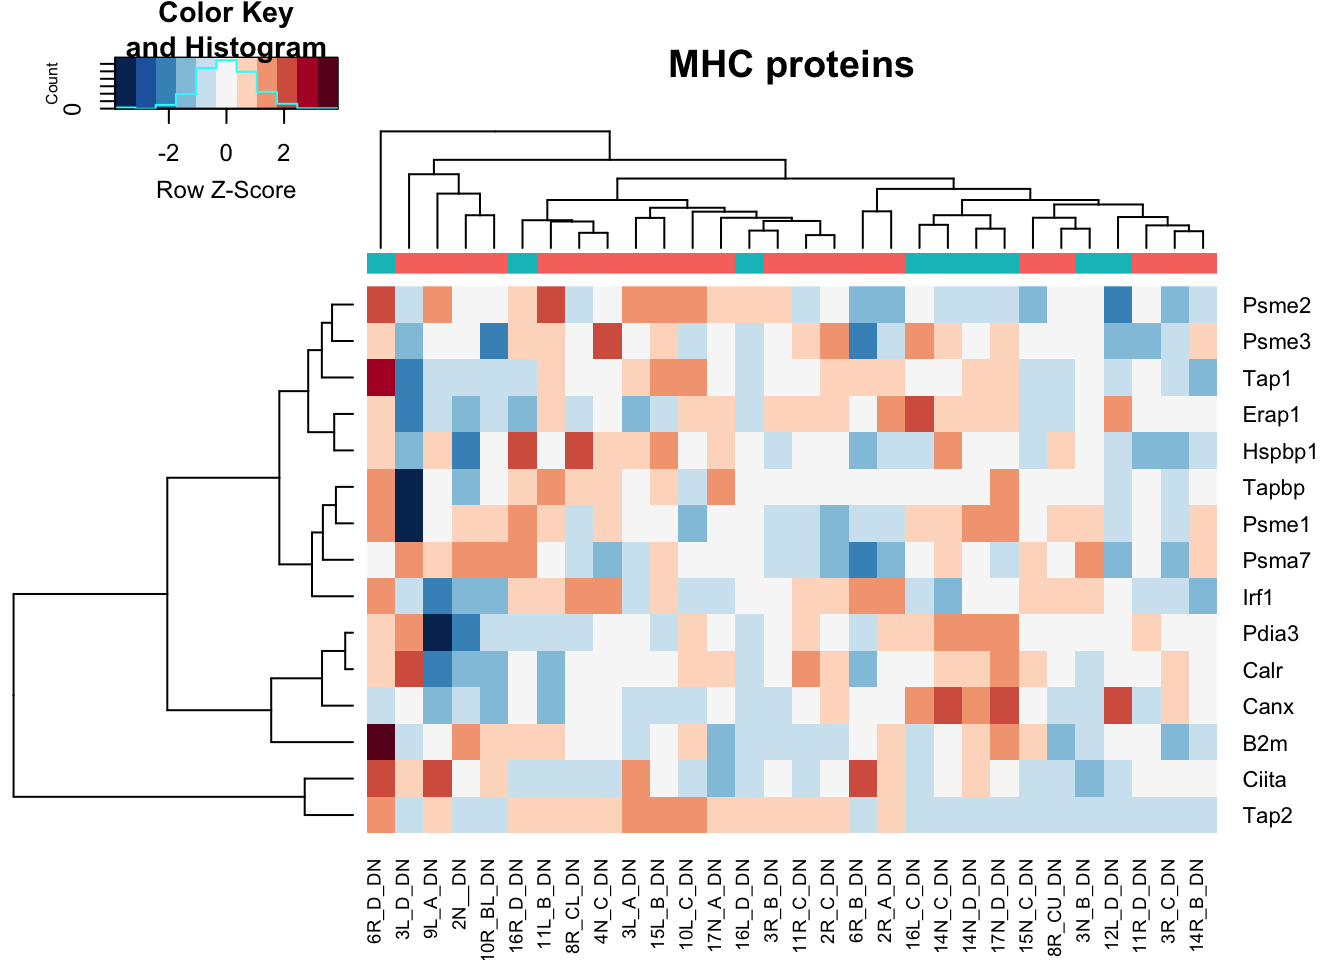 Color Key
and Histogram
Count
0
-2 0 2
Row Z-Score
MHC proteins
Psme2
Psme3
Tap1
Erap1
Hspbp1
Tapbp
Psme1
Psma7
Irf1
Pdia3
Calr
Canx
B2m
Ciita
Tap2
6R_D_DN
3L_D_DN
9L_A_DN
2N__DN
10R_BL_DN
16R_D_DN
11L_B_DN
8R_CL_DN
4N_C_DN
3L_A_DN
15L_B_DN
10L_C_DN
17N_A_DN
16L_D_DN
3R_B_DN
11R_C_DN
2R_C_DN
6R_B_DN
2R_A_DN
16L_C_DN
14N_C_DN
14N_D_DN
17N_D_DN
15N_C_DN
8R_CU_DN
3N_B_DN
12L_D_DN
11R_D_DN
3R_C_DN
14R_B_DN